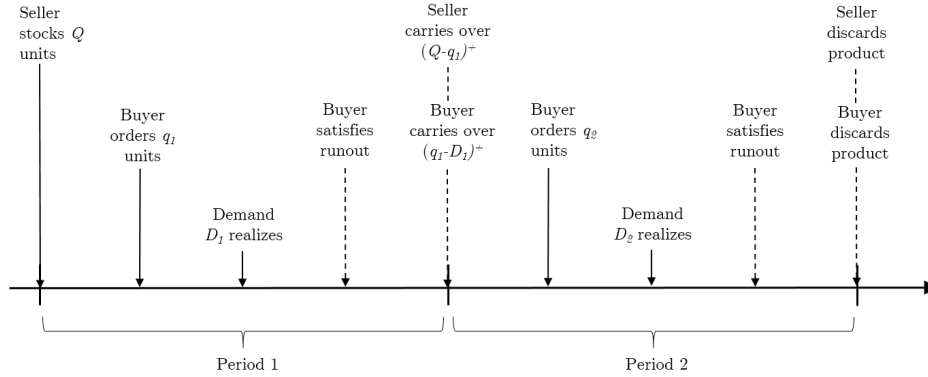 Seller
stocks Q
units
Buyer
orders q₁
units
Demand
D₁ realizes
Buyer
satisfies
runout
Seller
carries over
(Q-q₁)⁺
Buyer
carries over
(q₁-D₁)⁺
Buyer
orders q₂
units
Demand
D₂ realizes
Buyer
satisfies
runout
Seller
discards
product
Buyer
discards
product
Period 1
Period 2